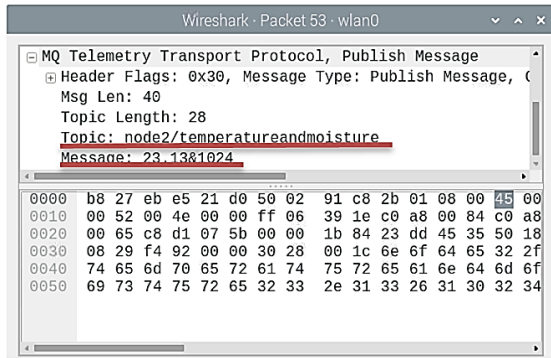 Wireshark · Packet 53 · wlan0
MQ Telemetry Transport Protocol, Publish Message
Header Flags: 0x30, Message Type: Publish Message,
Msg Len: 40
Topic Length: 28
Topic: node2/temperatureandmoisture
Message: 23.13&1024
0000 b8 27 eb e5 21 d0 50 02 91 c8 2b 01 08 00 45 00
0010 00 52 00 4e 00 00 ff 06 39 1e c0 a8 00 84 c0 a8
0020 00 65 c8 d1 07 5b 00 00 1b 84 23 dd 45 35 50 18
0030 08 29 f4 92 00 00 30 28 00 1c 6e 6f 64 65 32 2f
0040 74 65 6d 70 65 72 61 74 75 72 65 61 6e 64 6d 6f
0050 69 73 74 75 72 65 32 33 2e 31 33 26 31 30 32 34